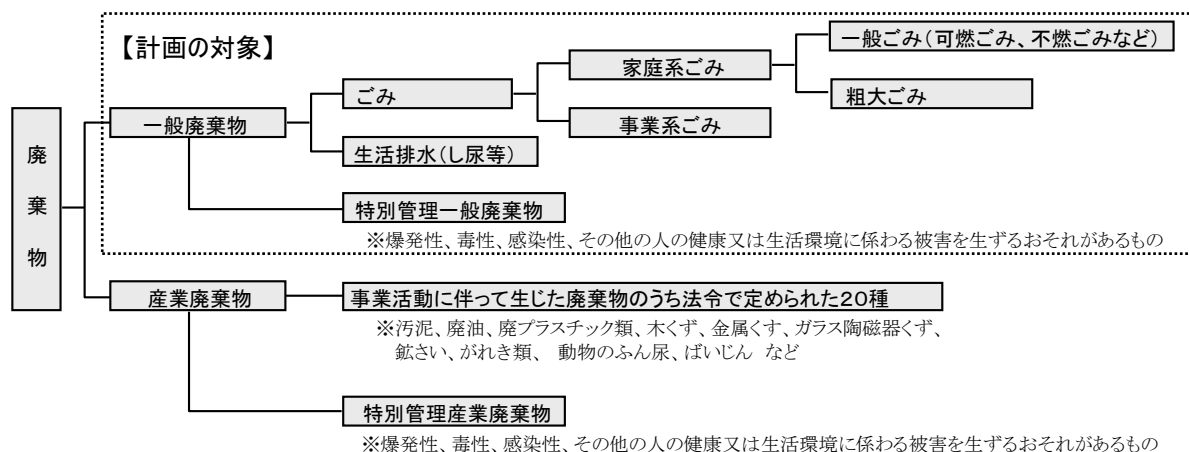 【計画の対象】
一般ごみ（可燃ごみ、不燃ごみなど）
家庭系ごみ
ごみ
粗大ごみ
一般廃棄物
事業系ごみ
生活排水（し尿等）
廃棄物
特別管理一般廃棄物
※爆発性、毒性、感染性、その他の人の健康又は生活環境に係わる被害を生ずるおそれがあるもの
産業廃棄物
事業活動に伴って生じた廃棄物のうち法令で定められた20種
※汚泥、廃油、廃プラスチック類、木くず、金属くす、ガラス陶磁器くず、
鉱さい、がれき類、 動物のふん尿、ばいじん など
特別管理産業廃棄物
※爆発性、毒性、感染性、その他の人の健康又は生活環境に係わる被害を生ずるおそれがあるもの